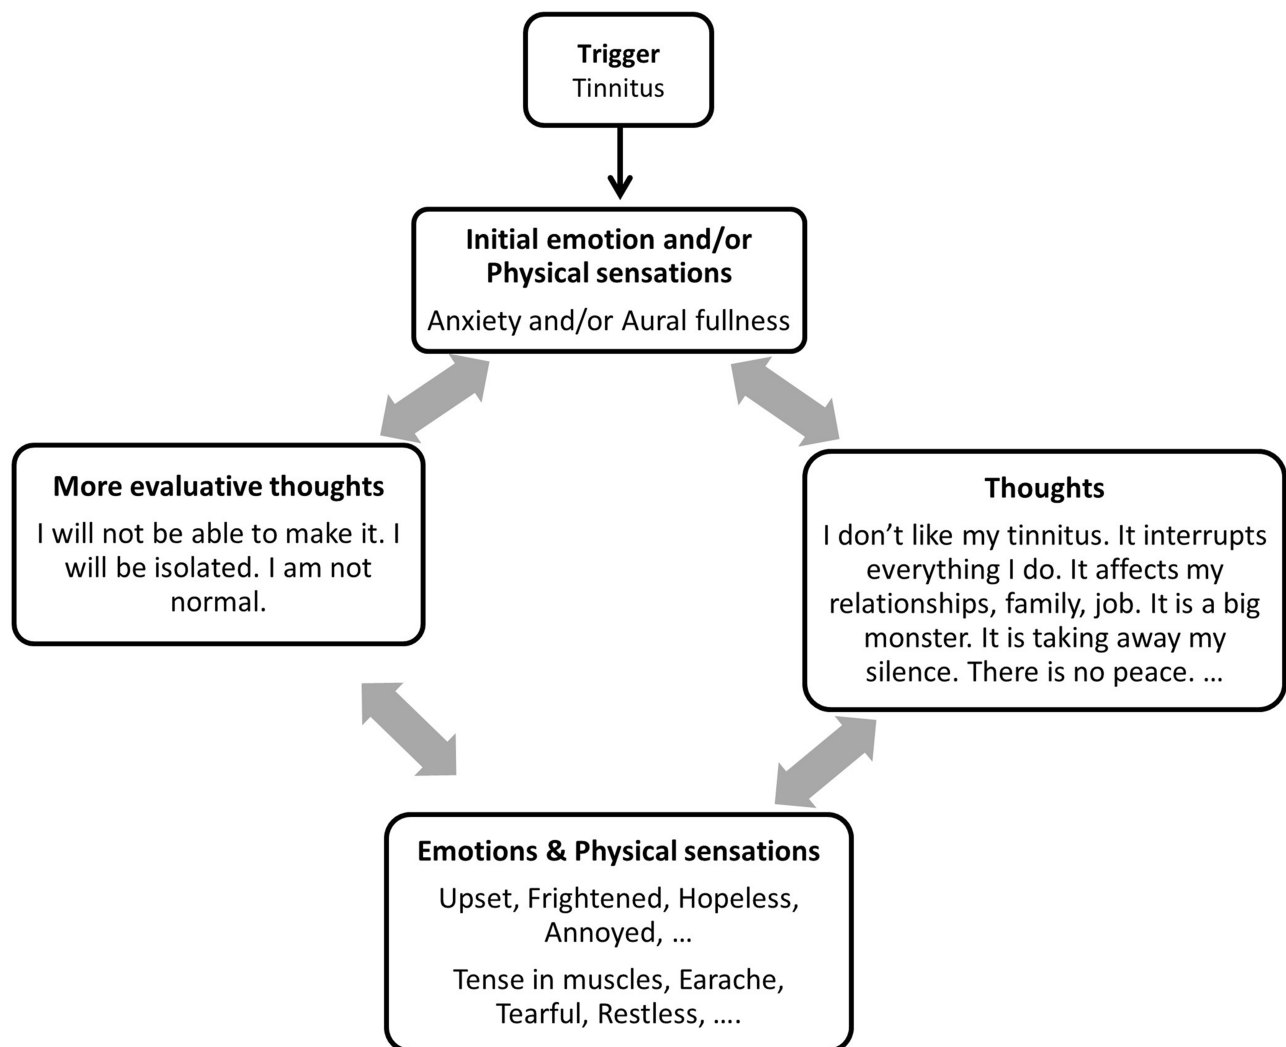 Trigger
Tinnitus
Initial emotion and/or
Physical sensations
Anxiety and/or Aural fullness
More evaluative thoughts
I will not be able to make it. I
will be isolated. I am not
normal.
Thoughts
I don’t like my tinnitus. It interrupts
everything I do. It affects my
relationships, family, job. It is a big
monster. It is taking away my
silence. There is no peace. ...
Emotions & Physical sensations
Upset, Frightened, Hopeless,
Annoyed, ...
Tense in muscles, Earache,
Tearful, Restless, ....